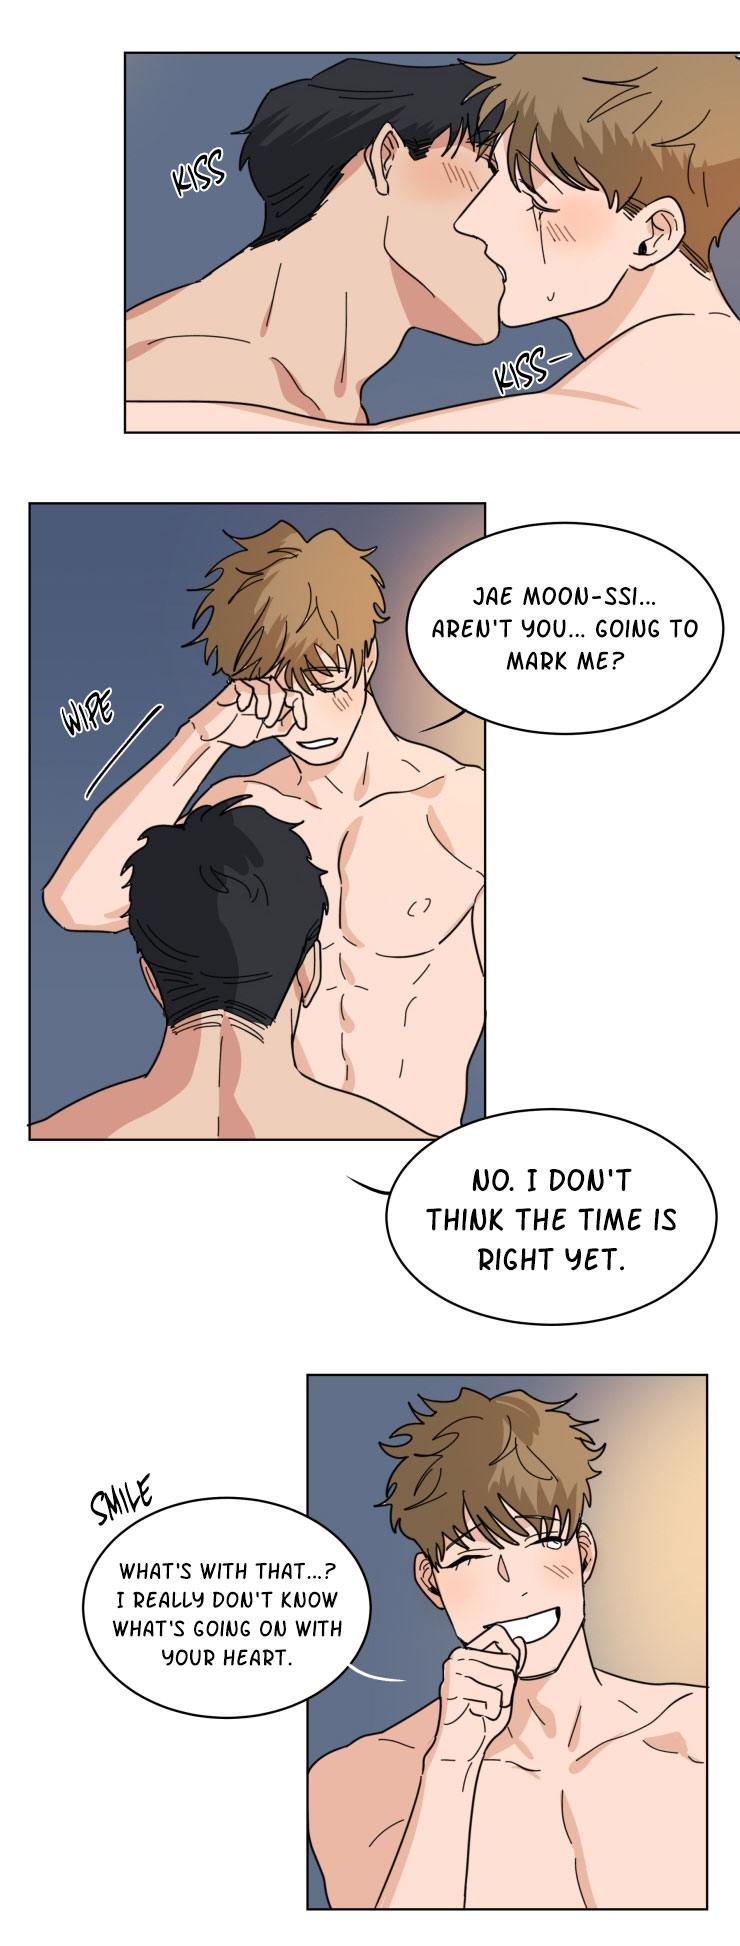 KISS
KISS-
JAE MOON-SSI...
AREN'T YOU... GOING TO
MARK ME?
WIPE
NO. I DON'T
THINK THE TIME IS
RIGHT YET.
SMILE
WHAT'S WITH THAT...?
I REALLY DON'T KNOW
WHAT'S GOING ON WITH
YOUR HEART.